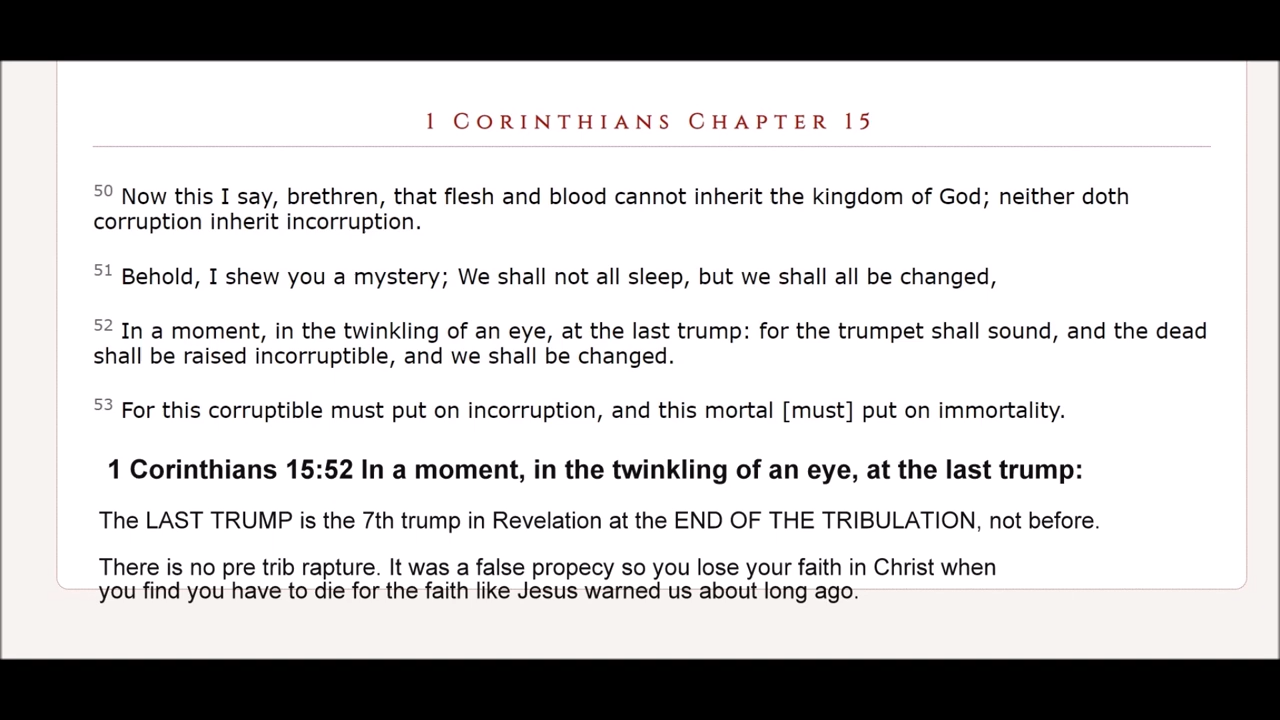 1 Corinthians Chapter 15
50 Now this I say, brethren, that flesh and blood cannot inherit the kingdom of God; neither doth
corruption inherit incorruption.
51 Behold, I shew you a mystery; We shall not all sleep, but we shall all be changed,
52 In a moment, in the twinkling of an eye, at the last trump: for the trumpet shall sound, and the dead
shall be raised incorruptible, and we shall be changed.
53 For this corruptible must put on incorruption, and this mortal [must] put on immortality.
1 Corinthians 15:52 In a moment, in the twinkling of an eye, at the last trump:
The LAST TRUMP is the 7th trump in Revelation at the END OF THE TRIBULATION, not before.
There is no pre trib rapture. It was a false propecy so you lose your faith in Christ when
you find you have to die for the faith like Jesus warned us about long ago.